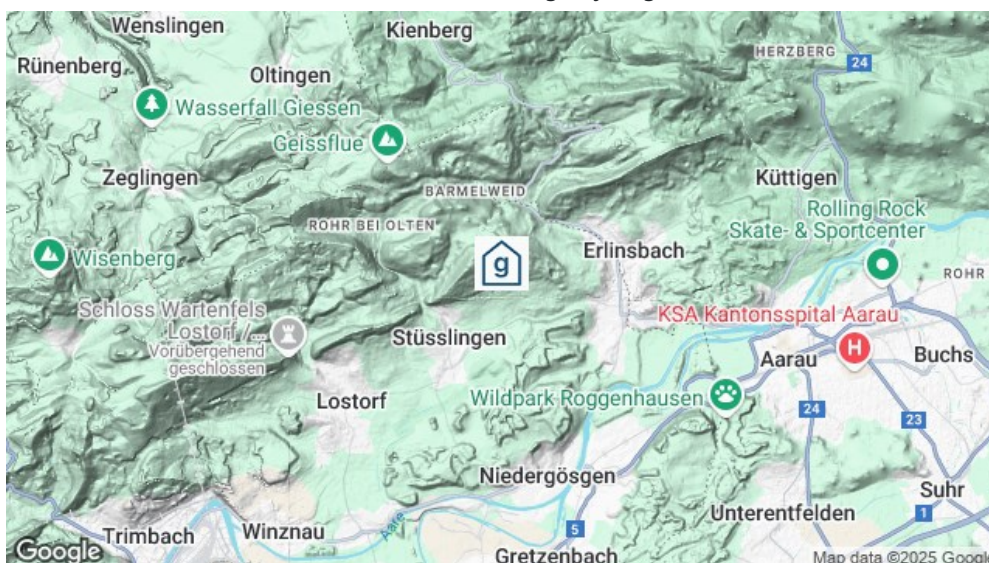 Wenslingen
Kienberg
HERZBERG
24
Rünenberg
Oltingen
Wasserfall Giessen
Geissflue
Zeglingen
BARMELWEID
Küttigen
ROHR BEI OLTEN
Rolling Rock
Skate- & Sportcenter
Erlinsbach
Wisenberg
g
ROHR
Schloss Wartenfels
Lostorf /...
Vorübergehend
geschlossen
KSA Kantonsspital Aarau
Stüsslingen
Aarau
H
Buchs
Lostorf
Wildpark Roggenhausen
24
23
Niedergösgen
Suhr
Unterentfelden
1
Aare
Trimbach
Winznau
5
Google
Gretzenbach
Map data ©2025 Google